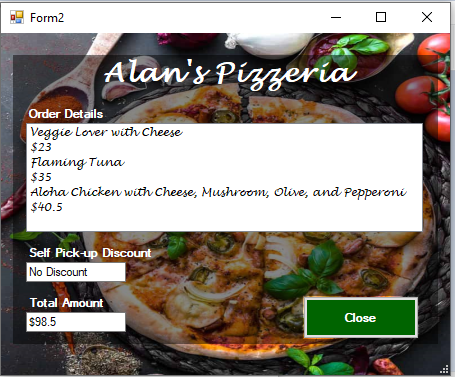 Form2
Alan's Pizzeria
Order Details
Veggie Lover with Cheese
$23
Flaming Tuna
$35
Aloha Chicken with Cheese, Mushroom, Olive, and Pepperoni
$40.5
Self Pick-up Discount
No Discount
Total Amount
$98.5
Close